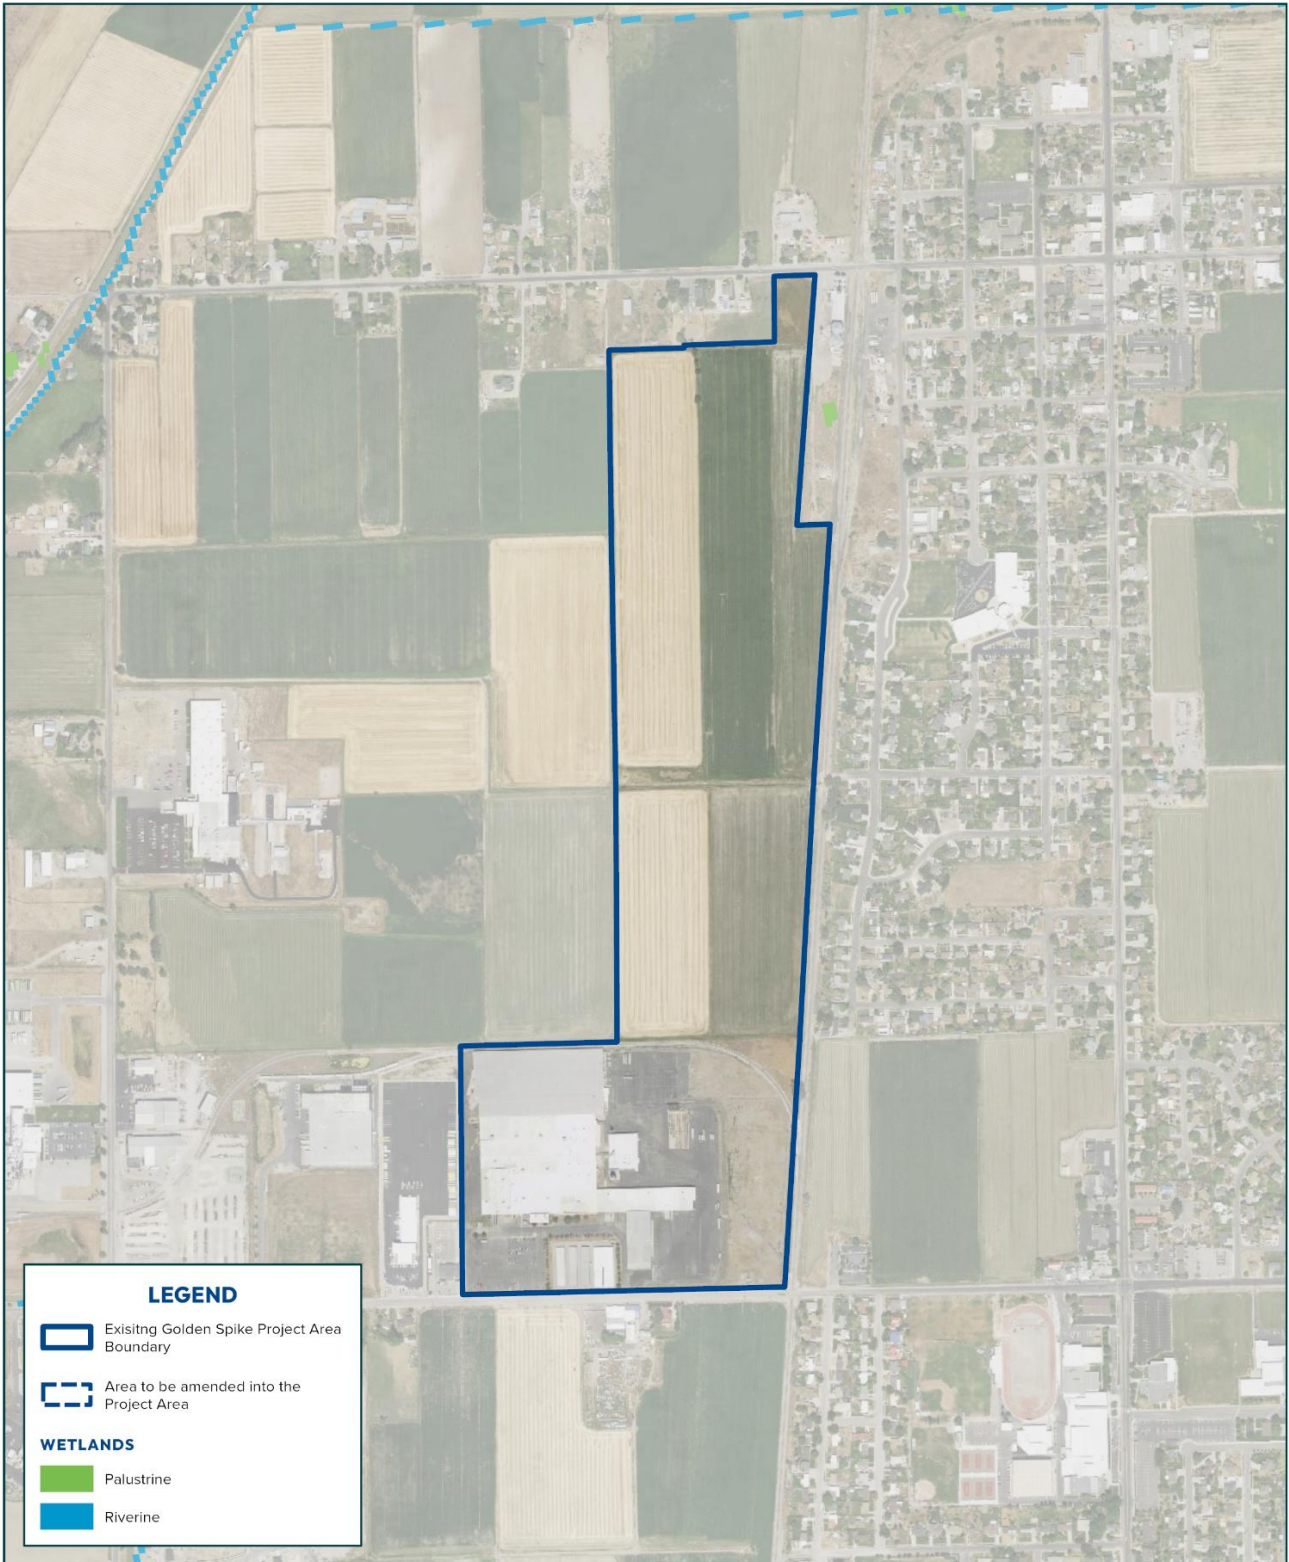 LEGEND
Exisitng Golden Spike Project Area
Boundary
Area to be amended into the
Project Area
WETLANDS
Palustrine
Riverine